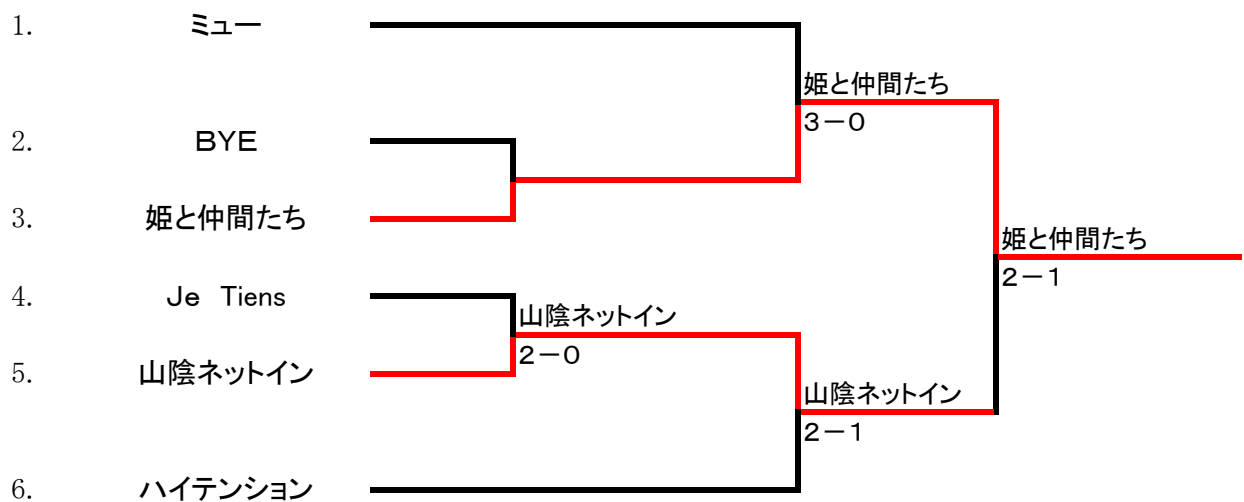 1. ミュー
姫と仲間たち
3－0
2. BYE
3. 姫と仲間たち
姫と仲間たち
2－1
4. Je Tiens
山陰ネットイン
2－0
5. 山陰ネットイン
山陰ネットイン
2－1
6. ハイテンション